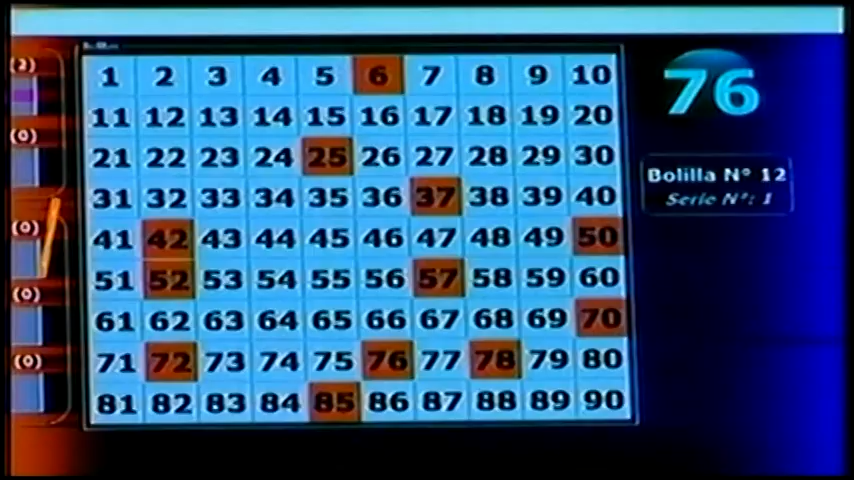 76
Bolilla Nº 12
Serie Nº: 1
(2)
(0)
(0)
(0)
(0)
1 2 3 4 5 6 7 8 9 10
11 12 13 14 15 16 17 18 19 20
21 22 23 24 25 26 27 28 29 30
31 32 33 34 35 36 37 38 39 40
41 42 43 44 45 46 47 48 49 50
51 52 53 54 55 56 57 58 59 60
61 62 63 64 65 66 67 68 69 70
71 72 73 74 75 76 77 78 79 80
81 82 83 84 85 86 87 88 89 90